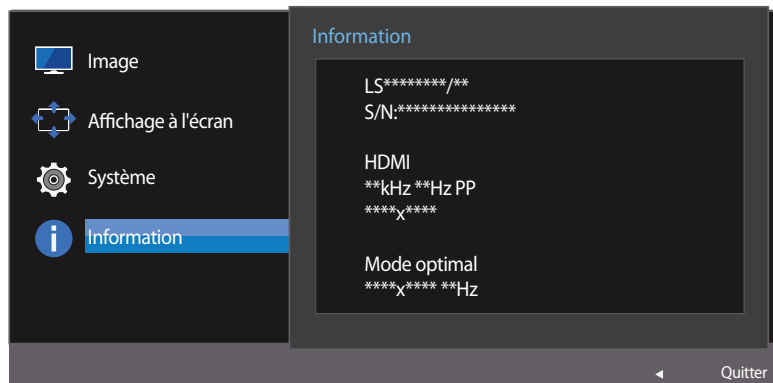 Image
Affichage à l'écran
Système
Information
Information
LS********/**
S/N:***************
HDMI
**kHz **Hz PP
****x****
Mode optimal
****x**** **Hz
Quitter